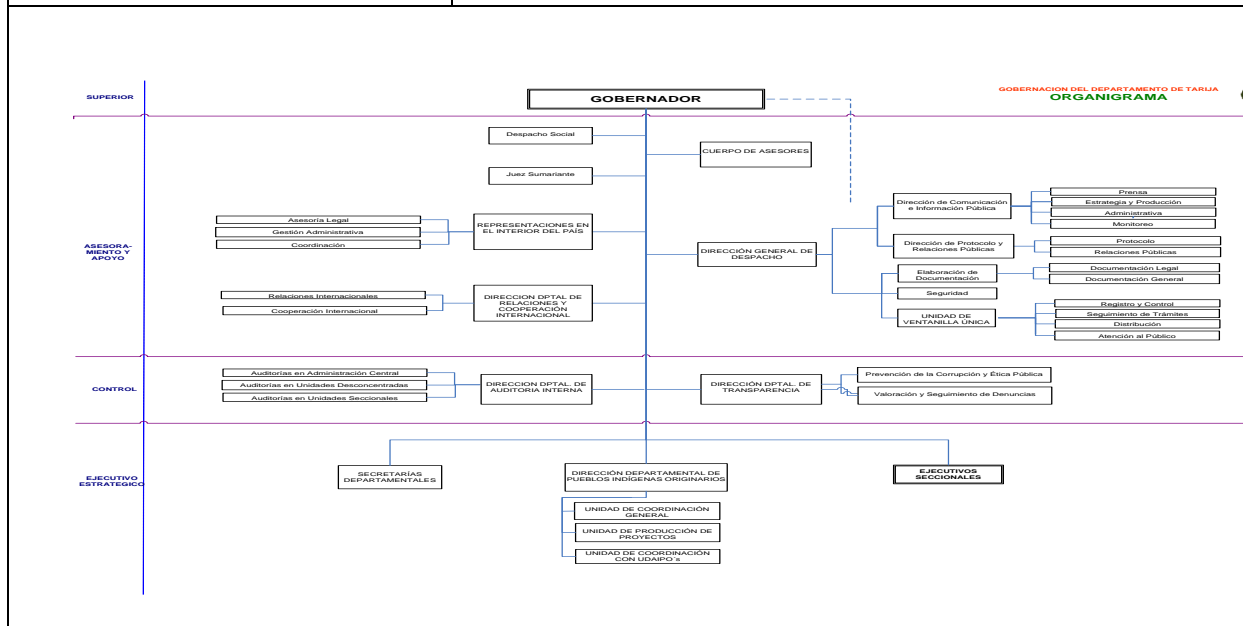 SUPERIOR
GOBERNADOR
GOBERNACION DEL DEPARTAMENTO DE TARIJA
ORGANIGRAMA
Despacho Social
CUERPO DE ASESORES
Juez Sumariante
ASESORA-
MIENTO Y
APOYO
Asesoría Legal
Gestión Administrativa
Coordinación
REPRESENTACIONES EN
EL INTERIOR DEL PAÍS
DIRECCIÓN GENERAL DE
DESPACHO
Dirección de Comunicación
e Información Pública
Prensa
Estrategia y Producción
Administrativa
Monitoreo
Dirección de Protocolo y
Relaciones Públicas
Protocolo
Relaciones Públicas
Elaboración de
Documentación
Documentación Legal
Documentación General
Seguridad
UNIDAD DE
VENTANILLA ÚNICA
Registro y Control
Seguimiento de Trámites
Distribución
Atención al Público
Relaciones Internacionales
Cooperación Internacional
DIRECCION DPTAL DE
RELACIONES Y
COOPERACIÓN
INTERNACIONAL
CONTROL
Auditorías en Administración Central
Auditorías en Unidades Desconcentradas
Auditorías en Unidades Seccionales
DIRECCION DPTAL. DE
AUDITORIA INTERNA
DIRECCIÓN DPTAL. DE
TRANSPARENCIA
Prevención de la Corrupción y Ética Pública
Valoración y Seguimiento de Denuncias
EJECUTIVO
ESTRATEGICO
SECRETARÍAS
DEPARTAMENTALES
DIRECCIÓN DEPARTAMENTAL DE
PUEBLOS INDÍGENAS ORIGINARIOS
EJECUTIVOS
SECCIONALES
UNIDAD DE COORDINACIÓN
GENERAL
UNIDAD DE PRODUCCIÓN DE
PROYECTOS
UNIDAD DE COORDINACIÓN
CON UDAIPO´s